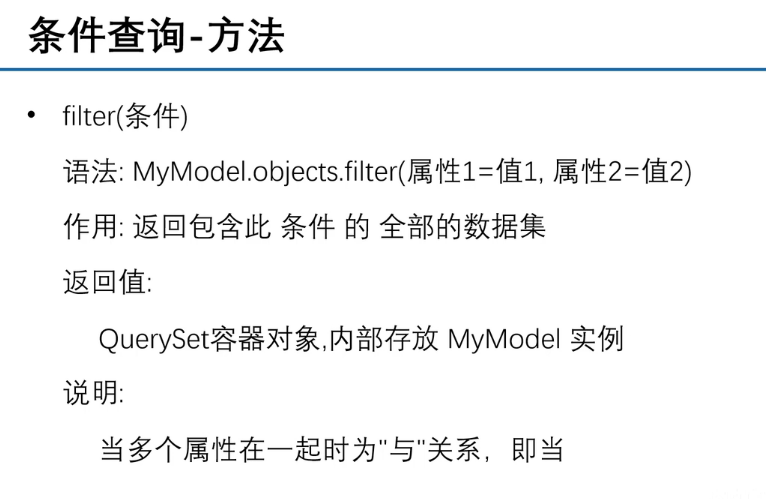 条件查询-方法
• filter(条件)
语法: MyModel.objects.filter(属性1=值1, 属性2=值2)
作用: 返回包含此 条件 的 全部的数据集
返回值:
QuerySet容器对象,内部存放 MyModel 实例
说明:
当多个属性在一起时为"与"关系，即当